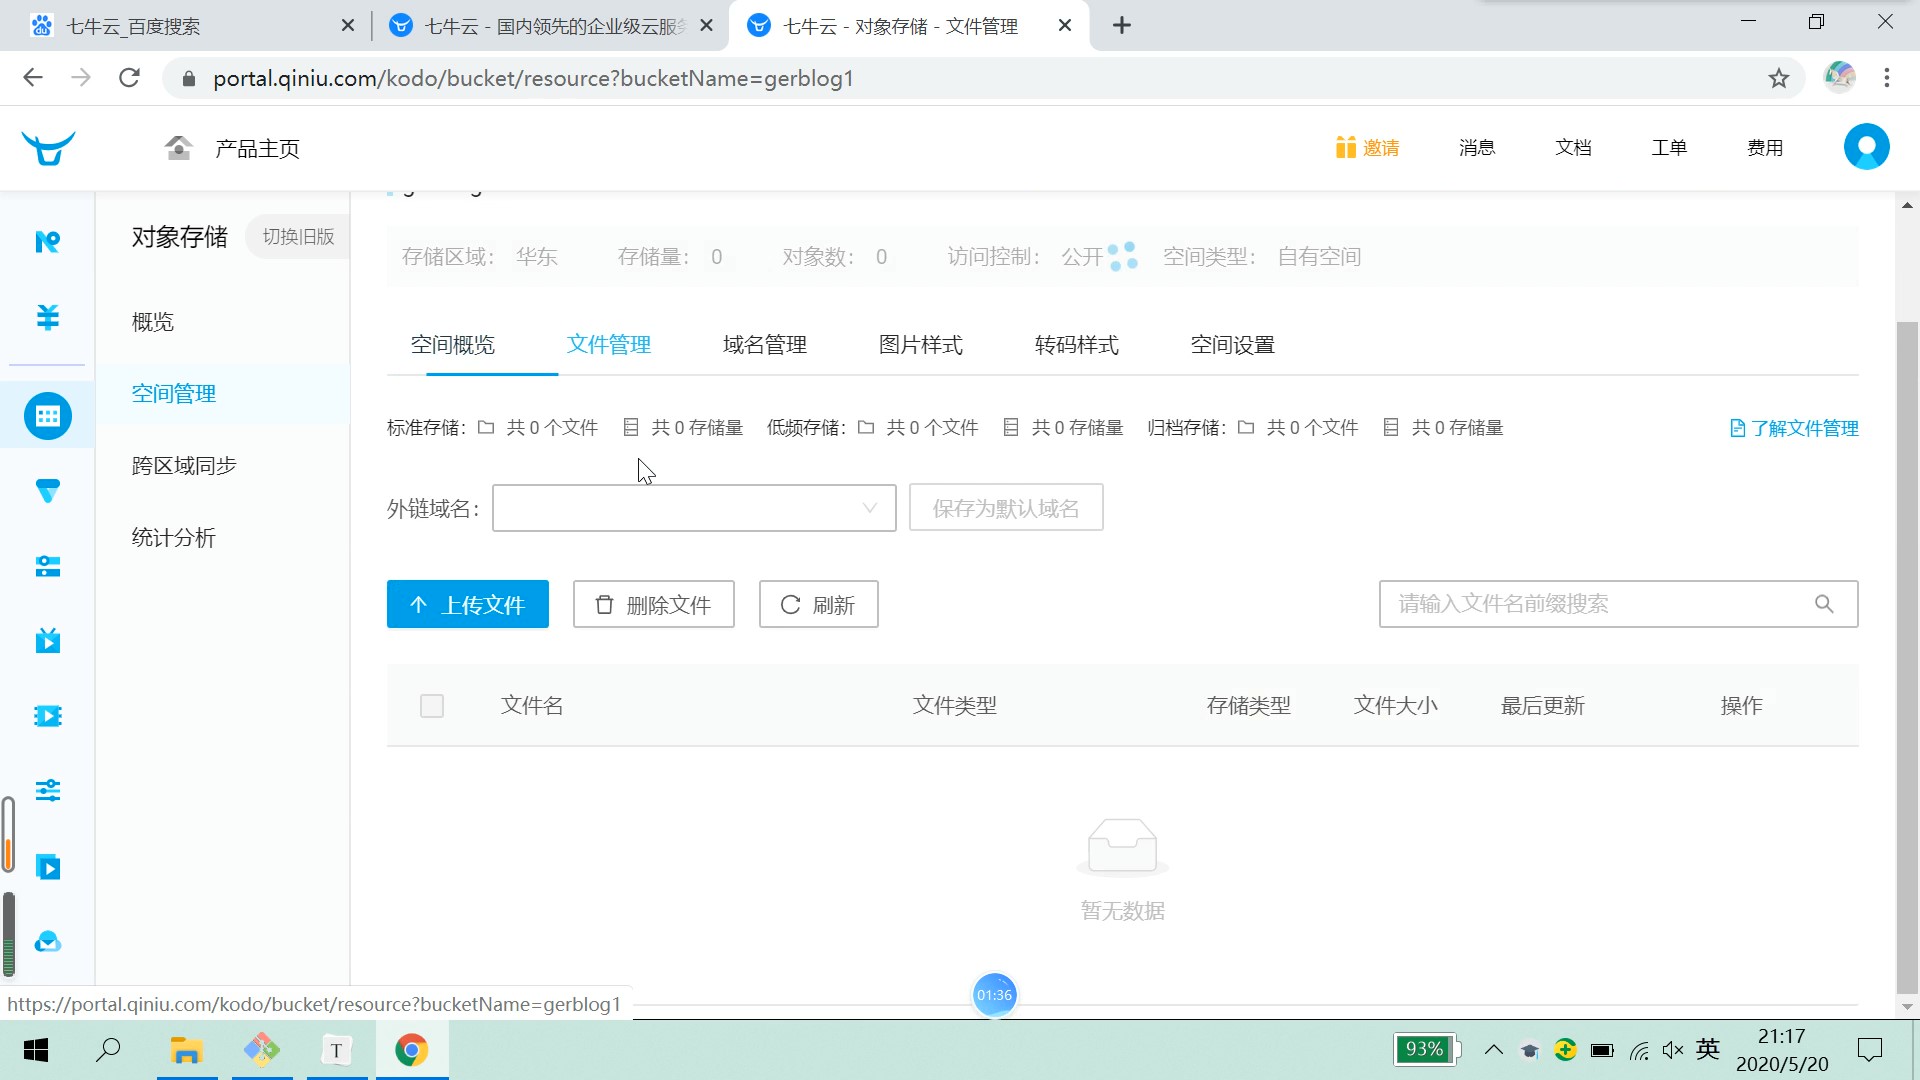 七牛云_百度搜索
七牛云 - 国内领先的企业级云服务
七牛云 - 对象存储 - 文件管理
portal.qiniu.com/kodo/bucket/resource?bucketName=gerblog1
产品主页
邀请
消息
文档
工单
费用
对象存储
切换旧版
概览
空间管理
跨区域同步
统计分析
存储区域: 华东
存储量: 0
对象数: 0
访问控制: 公开
空间类型: 自有空间
空间概览
文件管理
域名管理
图片样式
转码样式
空间设置
标准存储: 共 0 个文件 共 0 存储量 低频存储: 共 0 个文件 共 0 存储量 归档存储: 共 0 个文件 共 0 存储量
了解文件管理
外链域名:
保存为默认域名
上传文件
删除文件
刷新
请输入文件名前缀搜索
文件名
文件类型
存储类型
文件大小
最后更新
操作
暂无数据
01:36
https://portal.qiniu.com/kodo/bucket/resource?bucketName=gerblog1
T
93%
英
21:17
2020/5/20